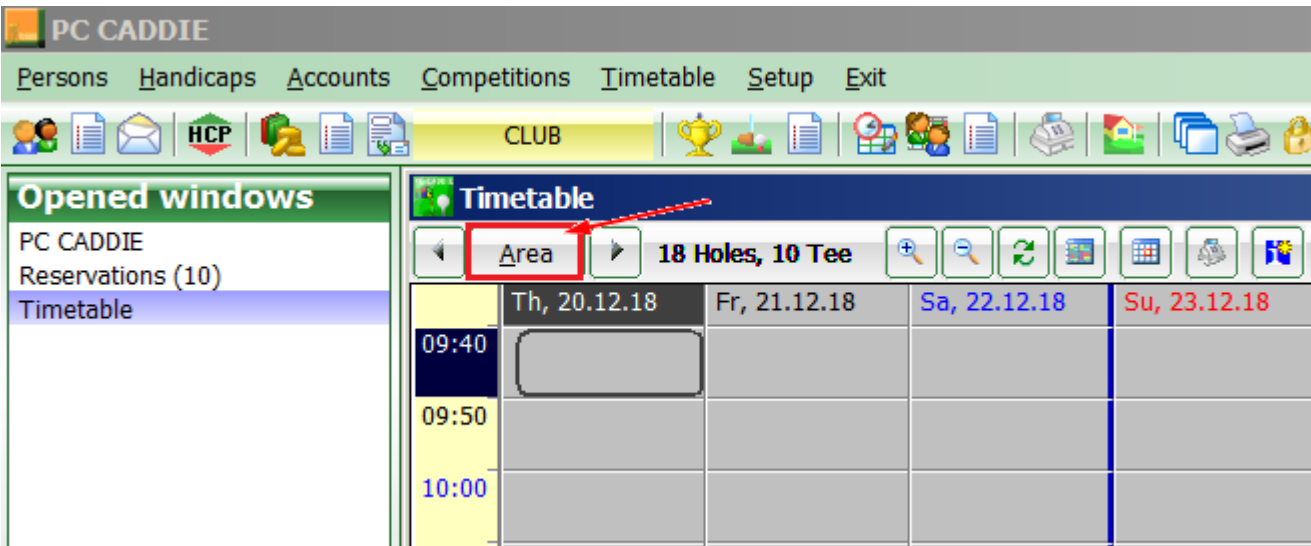 PC CADDIE
Persons Handicaps Accounts Competitions Timetable Setup Exit
HCP CLUB
Opened windows
PC CADDIE
Reservations (10)
Timetable
Timetable
Area 18 Holes, 10 Tee
Th, 20.12.18 Fr, 21.12.18 Sa, 22.12.18 Su, 23.12.18
09:40
09:50
10:00